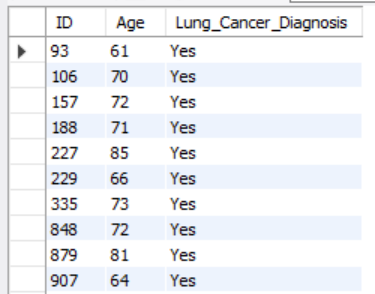 ID Age Lung_Cancer_Diagnosis
93 61 Yes
106 70 Yes
157 72 Yes
188 71 Yes
227 85 Yes
229 66 Yes
335 73 Yes
848 72 Yes
879 81 Yes
907 64 Yes